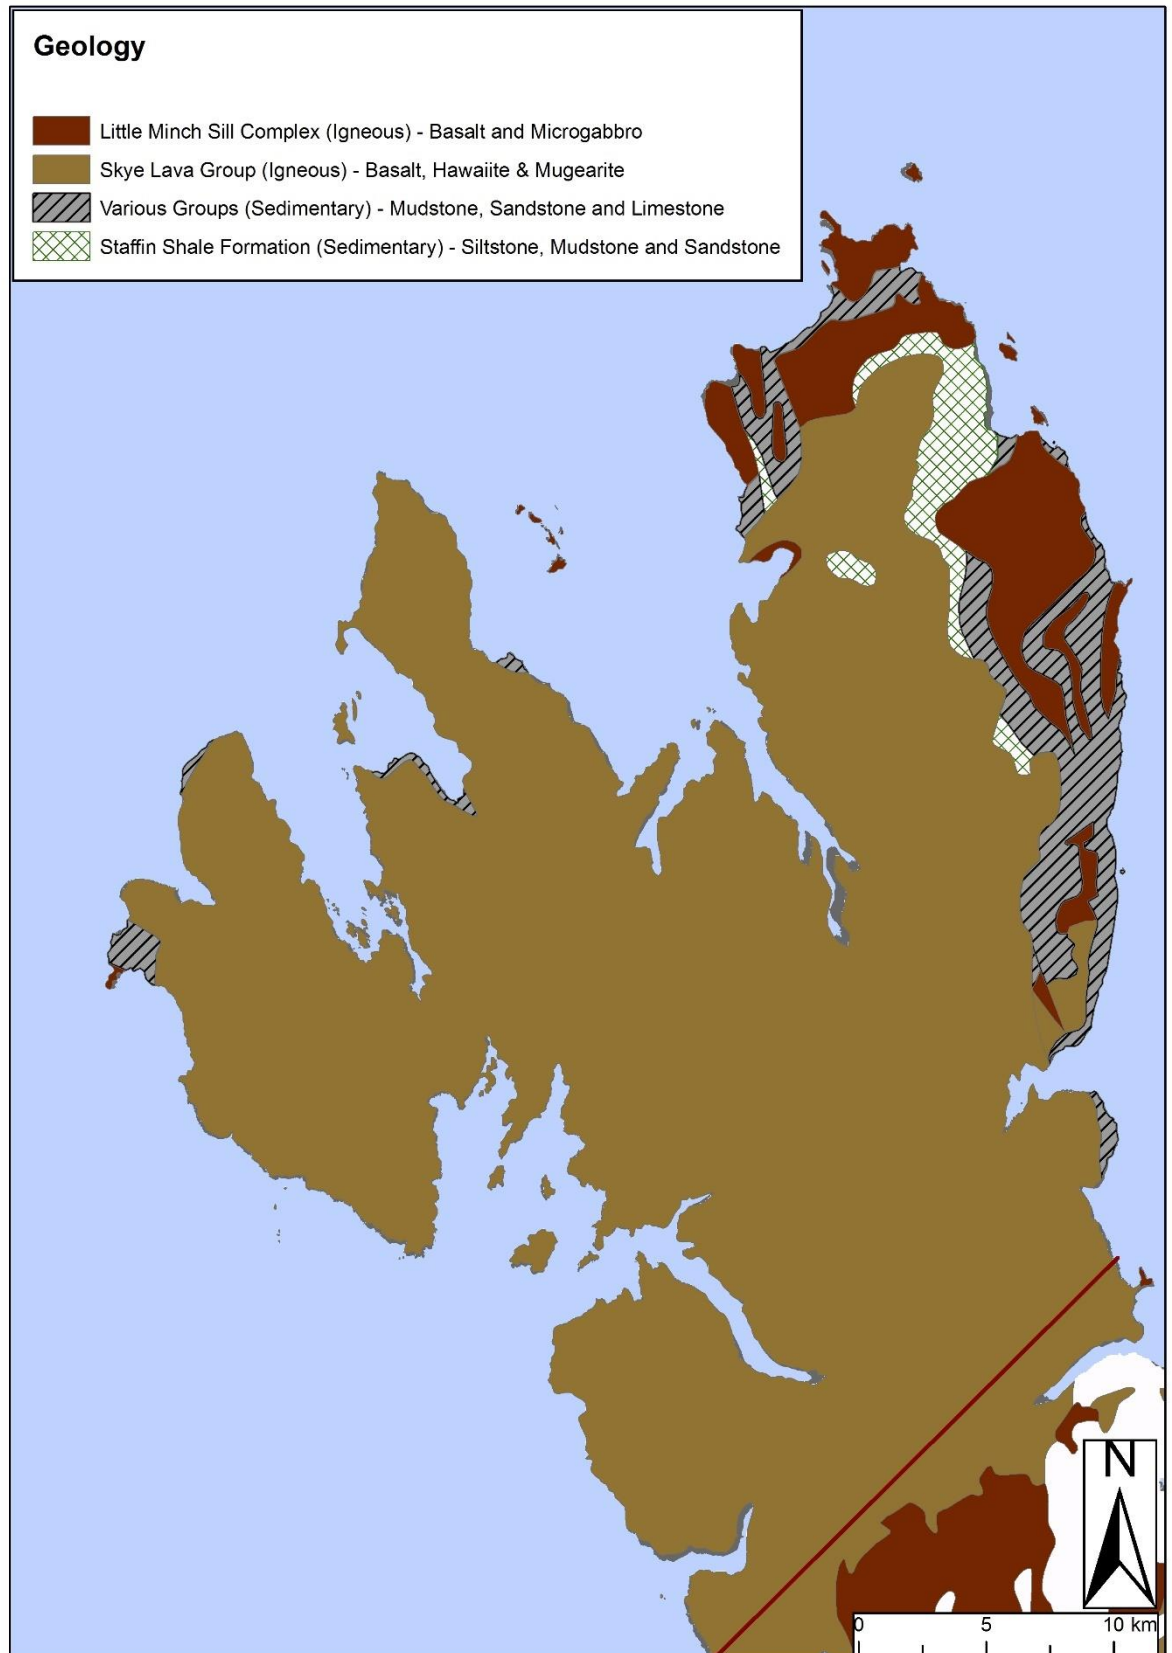 Geology
Little Minch Sill Complex (Igneous) - Basalt and Microgabbro
Skye Lava Group (Igneous) - Basalt, Hawaiite & Mugearite
Various Groups (Sedimentary) - Mudstone, Sandstone and Limestone
Staffin Shale Formation (Sedimentary) - Siltstone, Mudstone and Sandstone
N
0 5 10 km